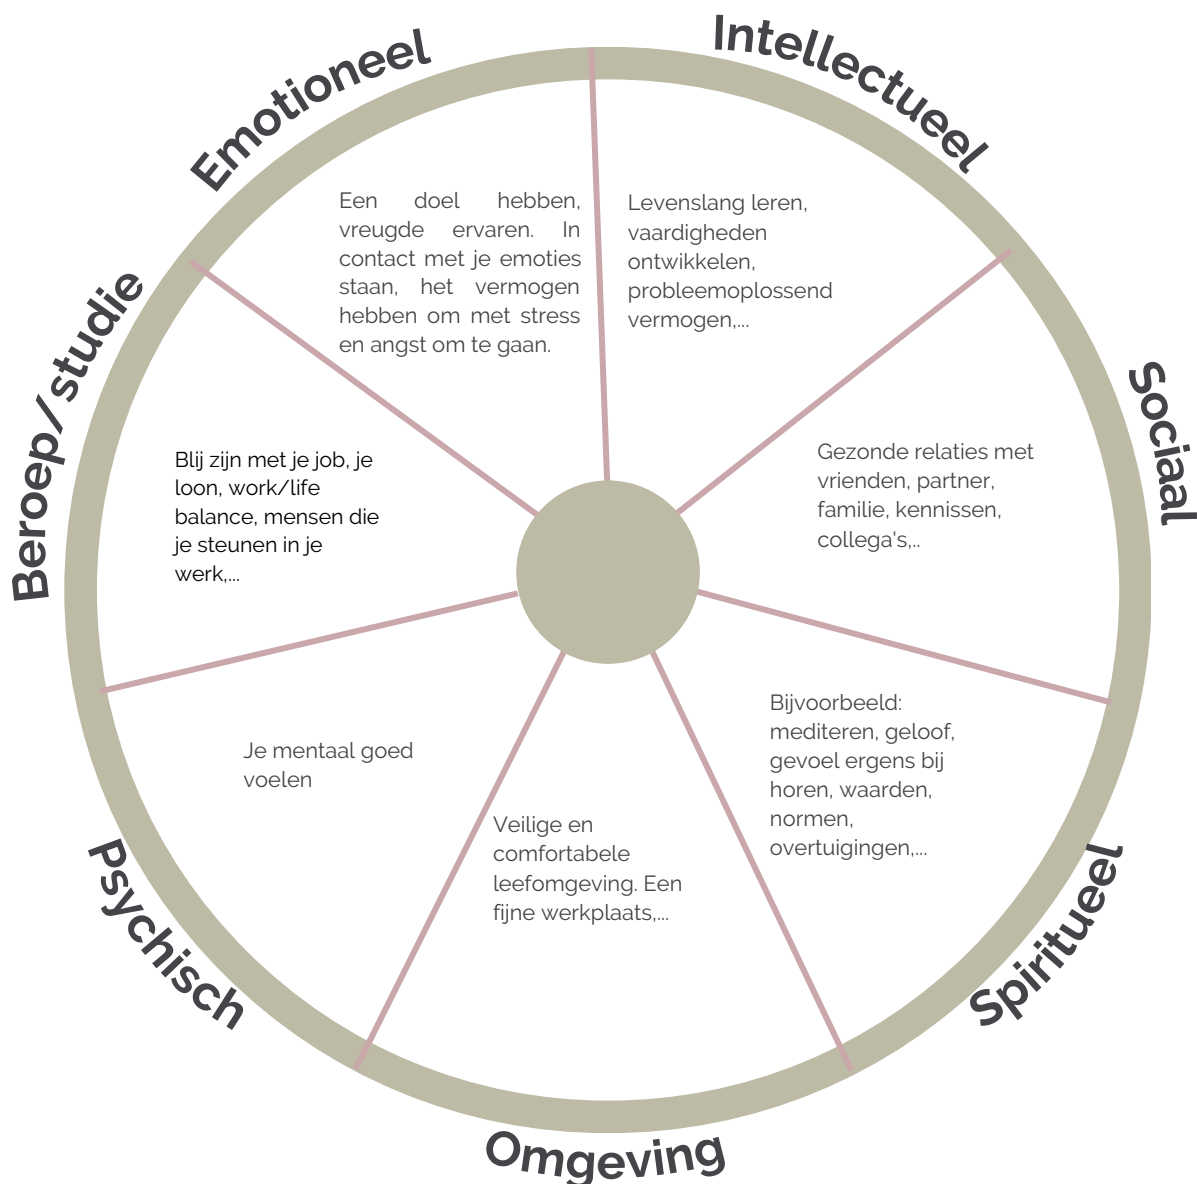 Emotioneel
Een doel hebben,
vreugde ervaren. In
contact met je emoties
staan, het vermogen
hebben om met stress
en angst om te gaan.
Intellectueel
Levenslang leren,
vaardigheden
ontwikkelen,
probleemoplossend
vermogen,...
Sociaal
Gezonde relaties met
vrienden, partner,
familie, kennissen,
collega's,..
Spiritueel
Bijvoorbeeld:
mediteren, geloof,
gevoel ergens bij
horen, waarden,
normen,
overtuigingen,...
Omgeving
Veilige en
comfortabele
leefomgeving. Een
fijne werkplaats,...
Psychisch
Je mentaal goed
voelen
Beroep/studie
Blij zijn met je job, je
loon, work/life
balance, mensen die
je steunen in je
werk,...